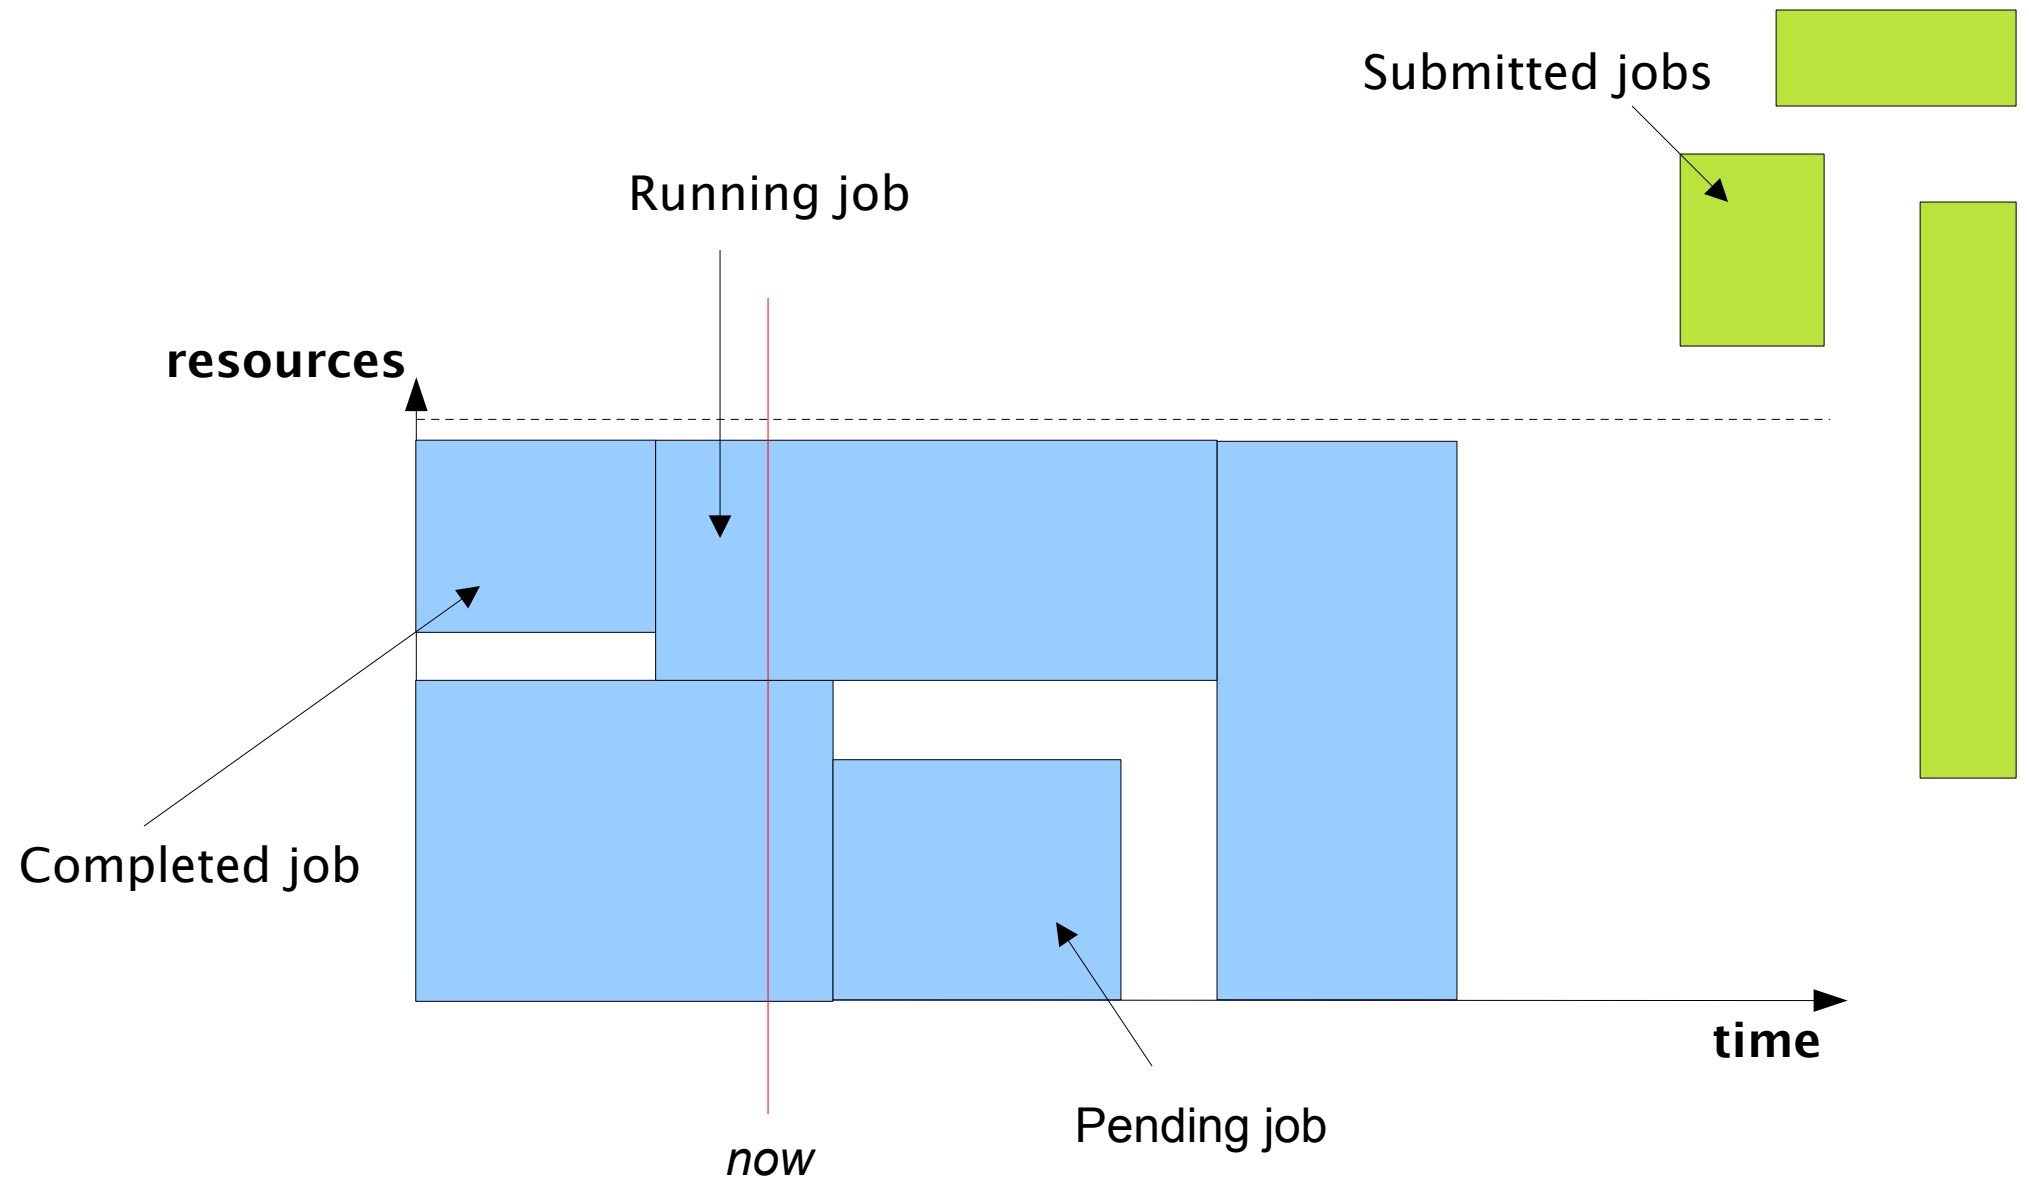 Submitted jobs
Running job
resources
Completed job
time
Pending job
now